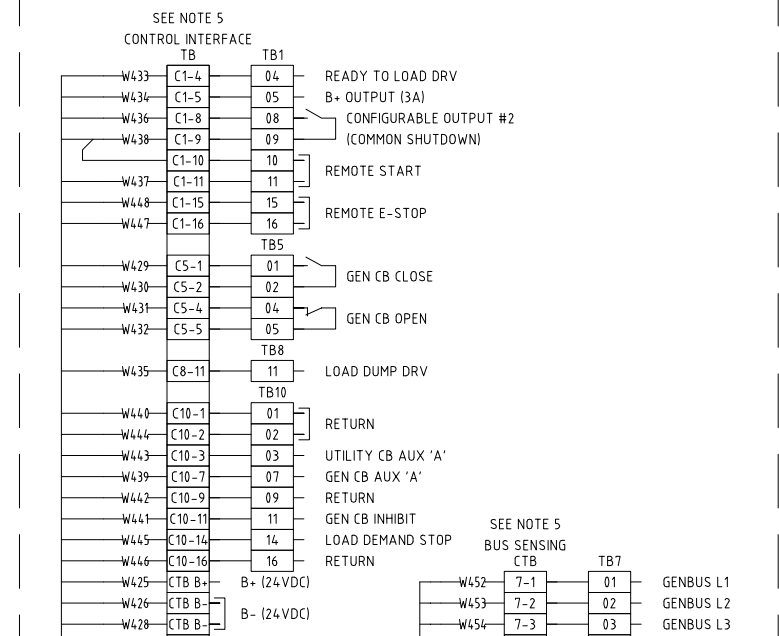 SEE NOTE 5
CONTROL INTERFACE
TB TB1
W433 C1-4 04 READY TO LOAD DRV
W434 C1-5 05 B+ OUTPUT (3A)
W436 C1-8 08 CONFIGURABLE OUTPUT #2
W438 C1-9 09 (COMMON SHUTDOWN)
C1-10 10
REMOTE START
W437 C1-11 11
W448 C1-15 15
REMOTE E-STOP
W447 C1-16 16
TB5
W429 C5-1 01
GEN CB CLOSE
W430 C5-2 02
W431 C5-4 04
GEN CB OPEN
W432 C5-5 05
TB8
W435 C8-11 11 LOAD DUMP DRV
TB10
W440 C10-1 01
RETURN
W444 C10-2 02
W443 C10-3 03 UTILITY CB AUX 'A'
W439 C10-7 07 GEN CB AUX 'A'
W442 C10-9 09 RETURN
W441 C10-11 11 GEN CB INHIBIT
W445 C10-14 14 LOAD DEMAND STOP
W446 C10-16 16 RETURN
W425 CTB B+ B+ (24VDC)
W426 CTB B-
B- (24VDC)
W428 CTB B-
SEE NOTE 5
BUS SENSING
CTB TB7
W452 7-1 01 GENBUS L1
W453 7-2 02 GENBUS L2
W454 7-3 03 GENBUS L3